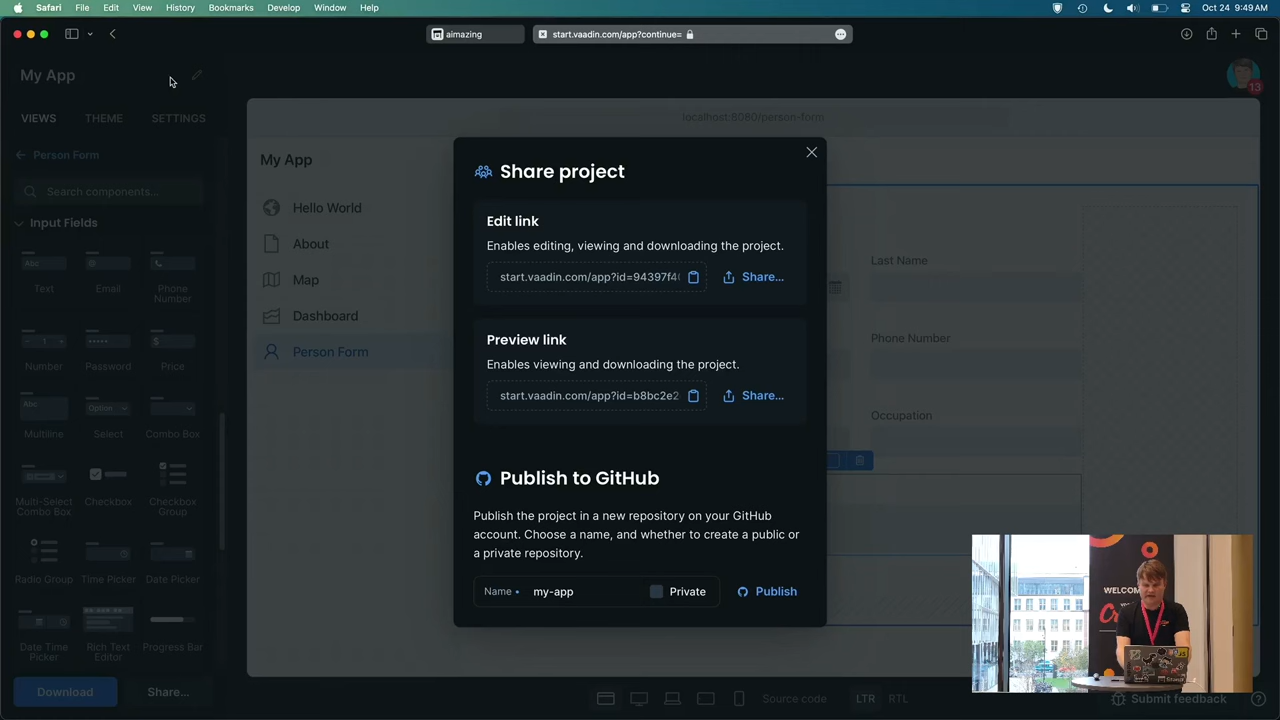 Safari File Edit View History Bookmarks Develop Window Help
Oct 24 9:49 AM
aimazing
start.vaadin.com/app?continue=
My App
13
VIEWS THEME SETTINGS
Person Form
Search components...
Input Fields
Abc
Text
Email
Phone Number
1
Number
Password
$
Price
Abc
Multiline
Option
Select
Combo Box
Multi-Select Combo Box
Checkbox
Checkbox Group
Radio Group
Time Picker
Date Picker
Date Time Picker
Rich Text Editor
Progress Bar
Download
Share...
localhost:8080/person-form
My App
Hello World
About
Map
Dashboard
Person Form
Last Name
Phone Number
Occupation
Share project
Edit link
Enables editing, viewing and downloading the project.
start.vaadin.com/app?id=94397f4
Share...
Preview link
Enables viewing and downloading the project.
start.vaadin.com/app?id=b8bc2e2
Share...
Publish to GitHub
Publish the project in a new repository on your GitHub
account. Choose a name, and whether to create a public or
a private repository.
Name • my-app
Private
Publish
Source code
LTR RTL
Submit feedback
?